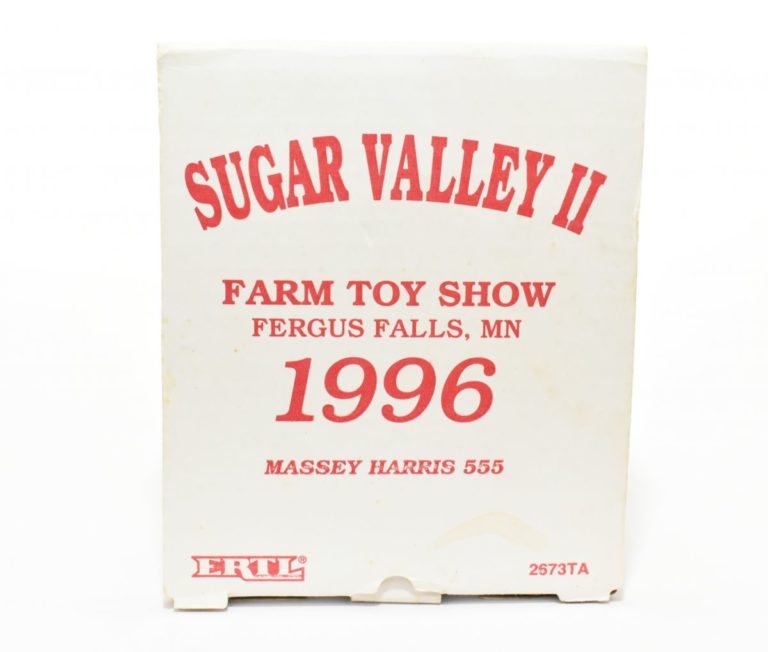 SUGAR VALLEY II
FARM TOY SHOW
FERGUS FALLS, MN
1996
MASSEY HARRIS 555
ERTL®
2673TA